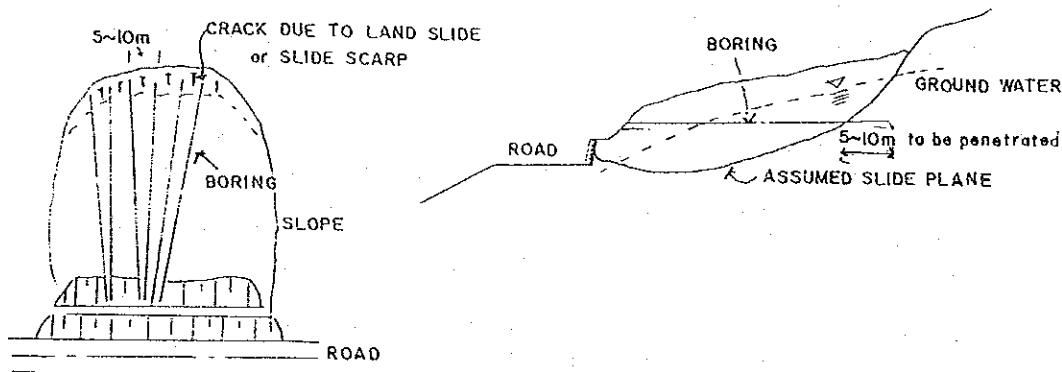 5~10m
CRACK DUE TO LAND SLIDE
or SLIDE SCARP
BORING
SLOPE
ROAD
BORING
GROUND WATER
5~10m to be penetrated
ROAD
ASSUMED SLIDE PLANE